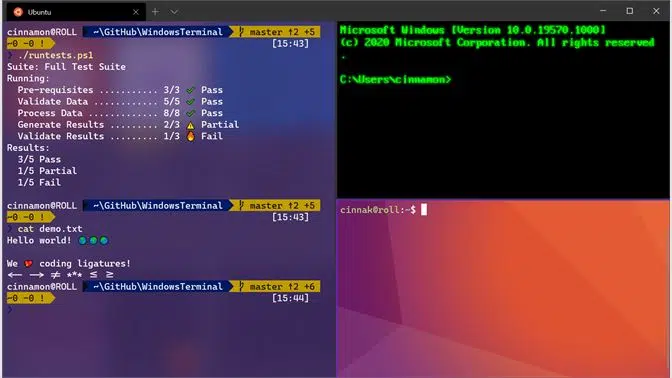 Ubuntu
cinnamon@ROLL ~\GitHub\WindowsTerminal master ↑2 +5
~0 -0 ! [15:43]
❯ ./runtests.ps1
Suite: Full Test Suite
Running:
Pre-requisites ........... 3/3 ✔ Pass
Validate Data ............ 5/5 ✔ Pass
Process Data ............. 8/8 ✔ Pass
Generate Results ......... 2/3 ⚠ Partial
Validate Results ......... 1/3 🔥 Fail
Results:
3/5 Pass
1/5 Partial
1/5 Fail
cinnamon@ROLL ~\GitHub\WindowsTerminal master ↑2 +5
~0 -0 ! [15:43]
❯ cat demo.txt
Hello world! 🌍🌎🌏
We ❤ coding ligatures!
⟵ ⟶ ≠ *** ≤ ≥
cinnamon@ROLL ~\GitHub\WindowsTerminal master ↑2 +6
~0 -0 ! [15:44]
❯
Microsoft Windows [Version 10.0.19570.1000]
(c) 2020 Microsoft Corporation. All rights reserved
.
C:\Users\cinnamon>
cinnak@roll:~$